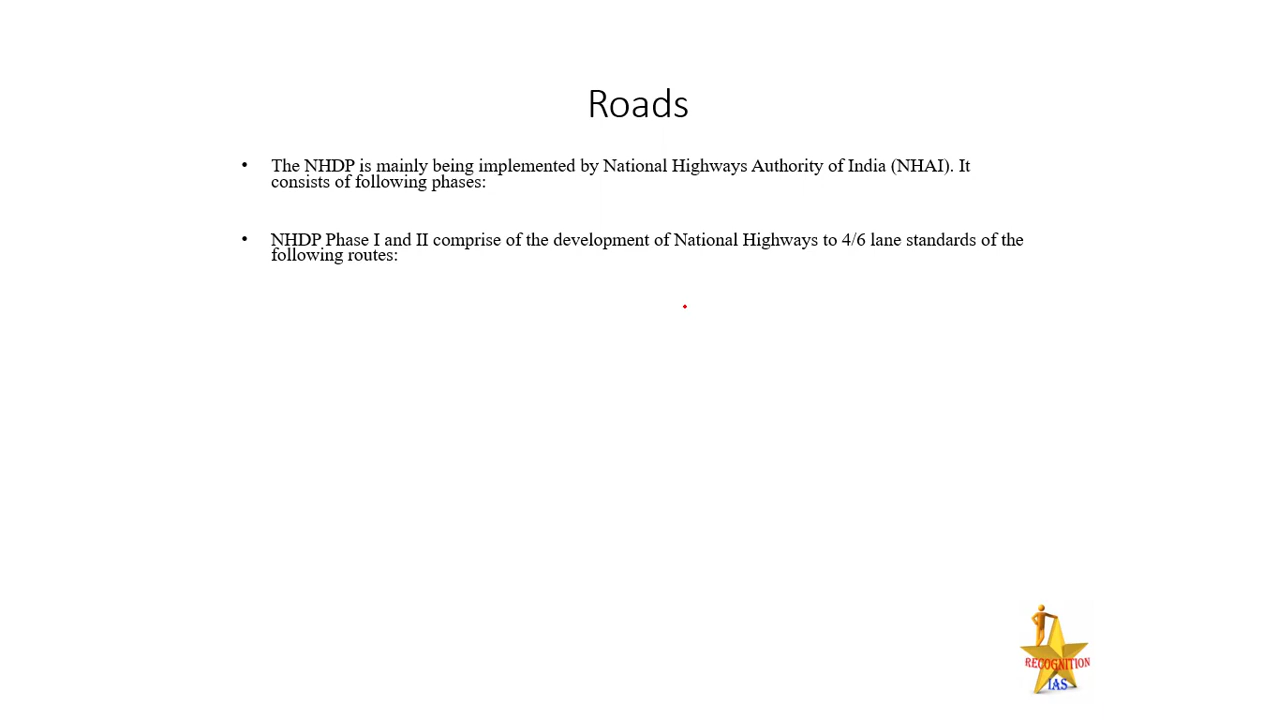 Roads
• The NHDP is mainly being implemented by National Highways Authority of India (NHAI). It
consists of following phases:
• NHDP Phase I and II comprise of the development of National Highways to 4/6 lane standards of the
following routes:
RECOGNITION
IAS